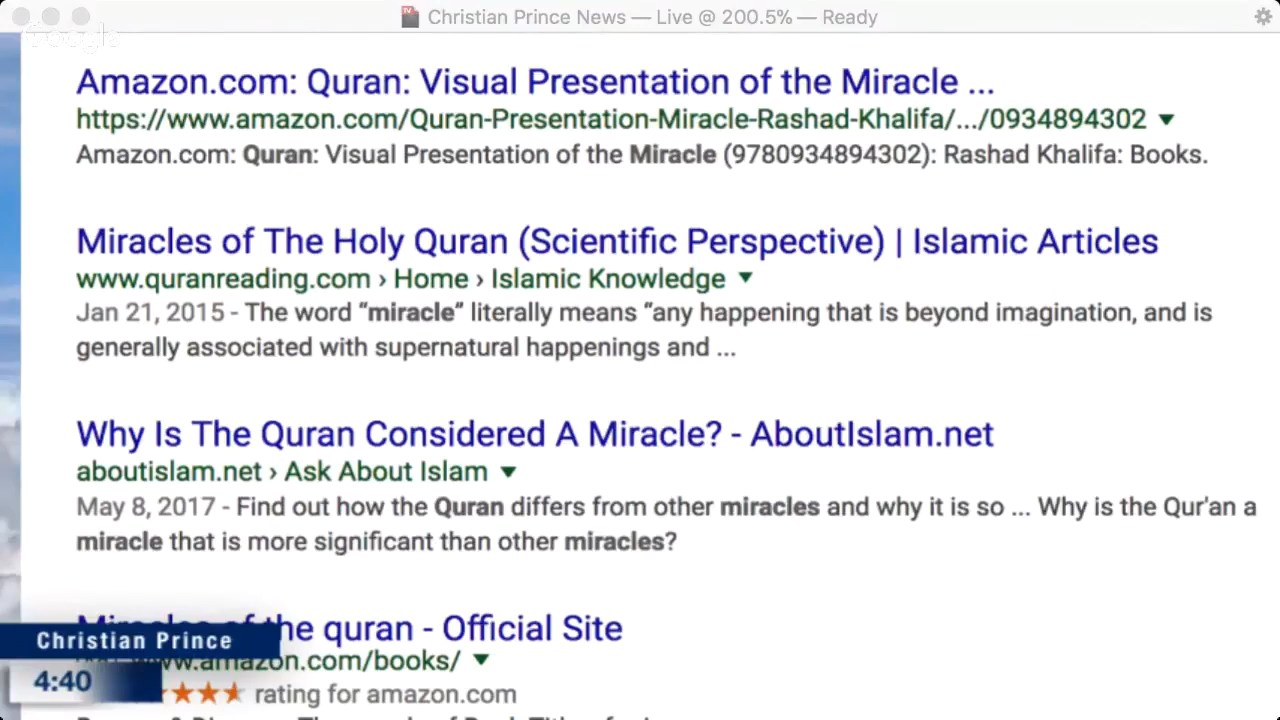 Christian Prince News — Live @ 200.5% — Ready
Google
Amazon.com: Quran: Visual Presentation of the Miracle ...
https://www.amazon.com/Quran-Presentation-Miracle-Rashad-Khalifa/.../0934894302
Amazon.com: Quran: Visual Presentation of the Miracle (9780934894302): Rashad Khalifa: Books.
Miracles of The Holy Quran (Scientific Perspective) | Islamic Articles
www.quranreading.com › Home › Islamic Knowledge
Jan 21, 2015 - The word “miracle” literally means “any happening that is beyond imagination, and is
generally associated with supernatural happenings and ...
Why Is The Quran Considered A Miracle? - AboutIslam.net
aboutislam.net › Ask About Islam
May 8, 2017 - Find out how the Quran differs from other miracles and why it is so ... Why is the Qur'an a
miracle that is more significant than other miracles?
Miracles of the quran - Official Site
Christian Prince
www.amazon.com/books/
4:40
rating for amazon.com